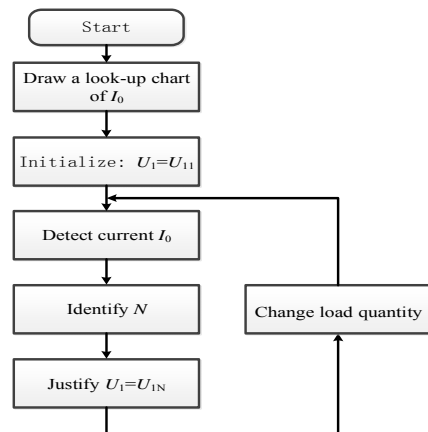 Start
Draw a look-up chart
of I0
Initialize: U1=U11
Detect current I0
Identify N
Change load quantity
Justify U1=U1N